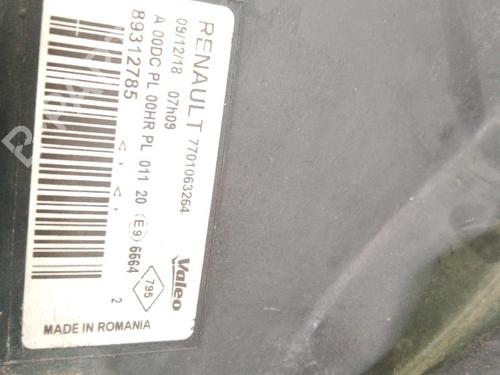 RENAULT 7701063264
09/12/18 07h09
A 00DC PL 00HR PL 011 20 (E9) 6664
89312785
795
Valeo
2
MADE IN ROMANIA